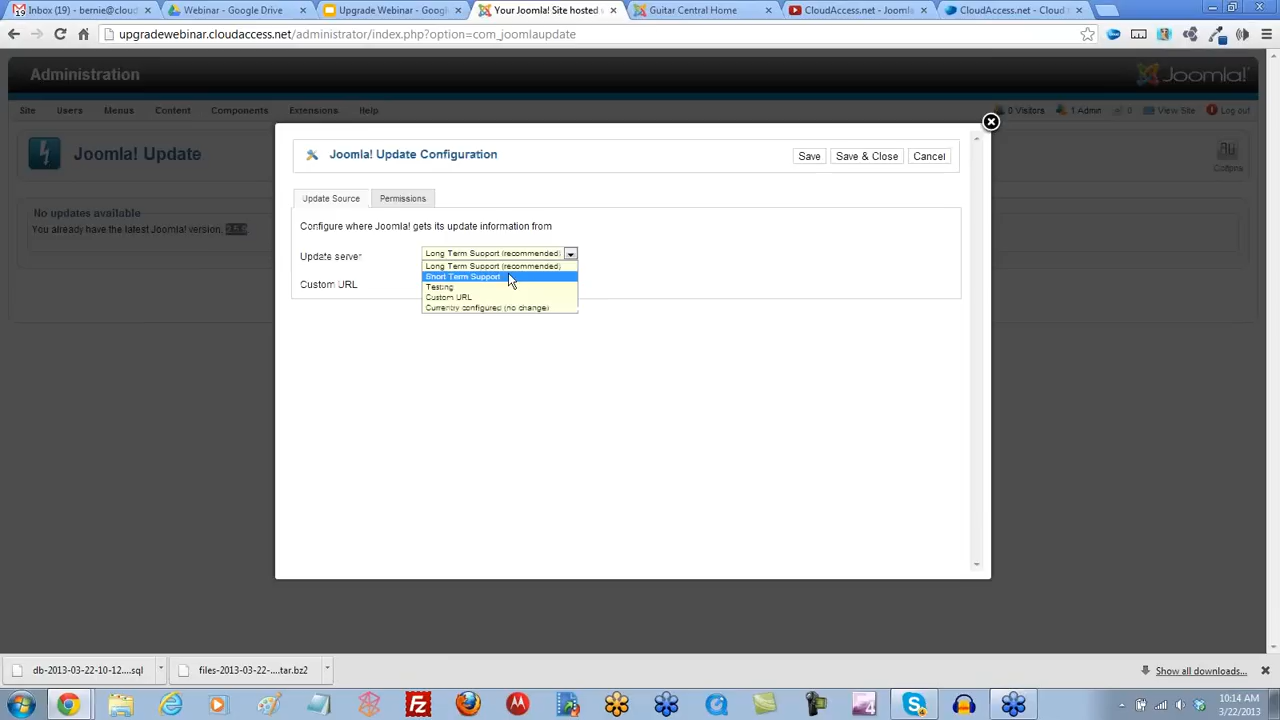 Inbox (19) - bernie@cloud
Webinar - Google Drive
Upgrade Webinar - Google
Your Joomla! Site hosted
Guitar Central Home
CloudAccess.net - Joomla
CloudAccess.net - Cloud
upgradewebinar.cloudaccess.net/administrator/index.php?option=com_joomlaupdate
Administration
Joomla!
Site Users Menus Content Components Extensions Help
0 Visitors 1 Admin 0 View Site Log out
Joomla! Update
Options
Joomla! Update Configuration
Save Save & Close Cancel
Update Source Permissions
No updates available
You already have the latest Joomla! version,
Configure where Joomla! gets its update information from
Update server Long Term Support (recommended)
Long Term Support (recommended)
Short Term Support
Testing
Custom URL
Currently configured (no change)
Custom URL
db-2013-03-22-10-12....sql
files-2013-03-22-....tar.bz2
Show all downloads...
10:14 AM
3/22/2013